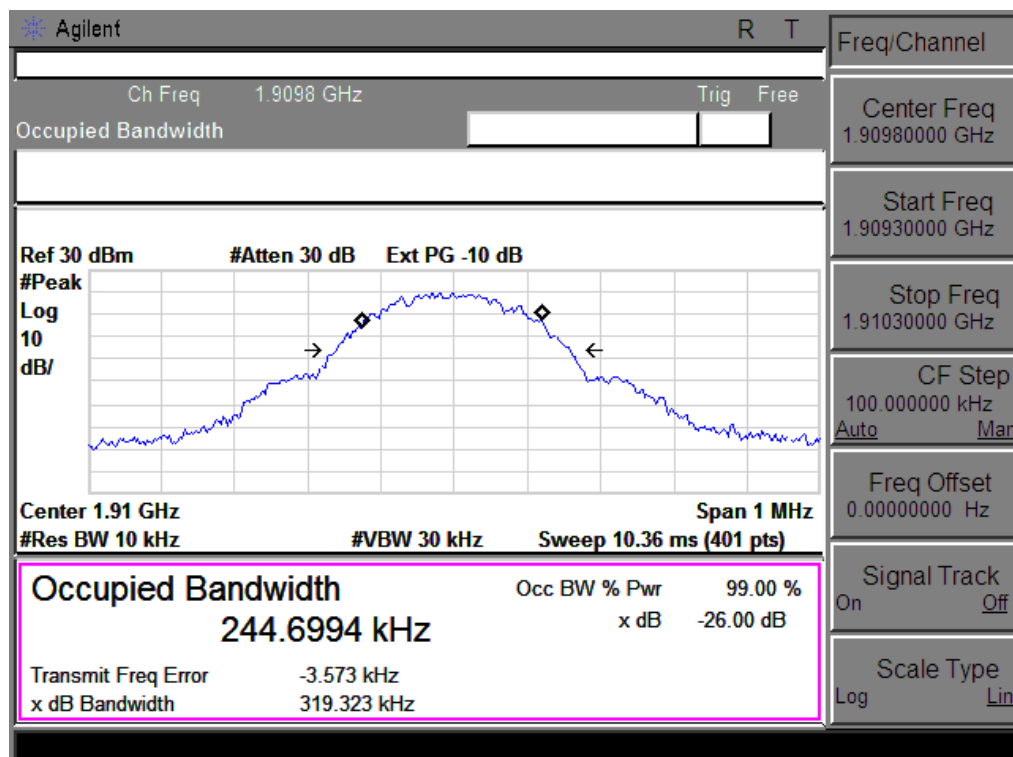 Agilent R T
Ch Freq 1.9098 GHz Trig Free
Occupied Bandwidth
Ref 30 dBm #Atten 30 dB Ext PG -10 dB
#Peak
Log
10
dB/
Center 1.91 GHz Span 1 MHz
#Res BW 10 kHz #VBW 30 kHz Sweep 10.36 ms (401 pts)
Occupied Bandwidth Occ BW % Pwr 99.00 %
244.6994 kHz x dB -26.00 dB
Transmit Freq Error -3.573 kHz
x dB Bandwidth 319.323 kHz
Freq/Channel
Center Freq
1.90980000 GHz
Start Freq
1.90930000 GHz
Stop Freq
1.91030000 GHz
CF Step
100.000000 kHz
Auto Man
Freq Offset
0.00000000 Hz
Signal Track
On Off
Scale Type
Log Lin